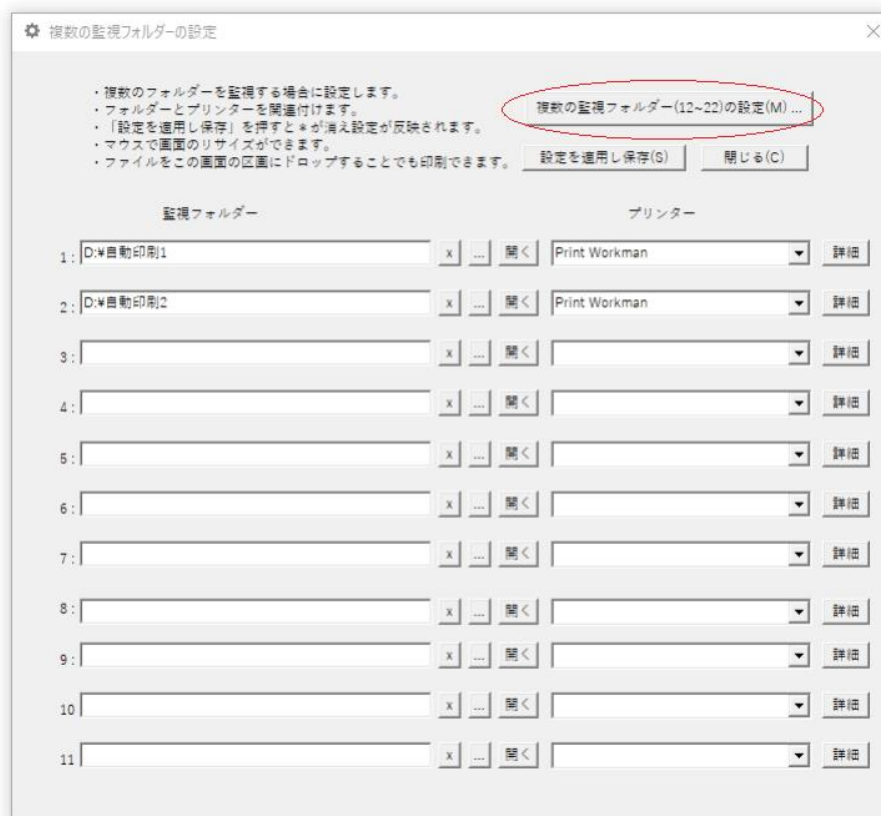 複数の監視フォルダーの設定
・複数のフォルダーを監視する場合に設定します。
・フォルダーとプリンターを関連付けます。
・「設定を適用し保存」を押すと＊が消え設定が反映されます。
・マウスで画面のリサイズができます。
・ファイルをこの画面の区画にドロップすることでも印刷できます。
複数の監視フォルダー(12~22)の設定(M) ...
設定を適用し保存(S) 閉じる(C)
監視フォルダー プリンター
1 : D:¥自動印刷1 x ... 開く Print Workman 詳細
2 : D:¥自動印刷2 x ... 開く Print Workman 詳細
3 : x ... 開く 詳細
4 : x ... 開く 詳細
5 : x ... 開く 詳細
6 : x ... 開く 詳細
7 : x ... 開く 詳細
8 : x ... 開く 詳細
9 : x ... 開く 詳細
10 x ... 開く 詳細
11 x ... 開く 詳細